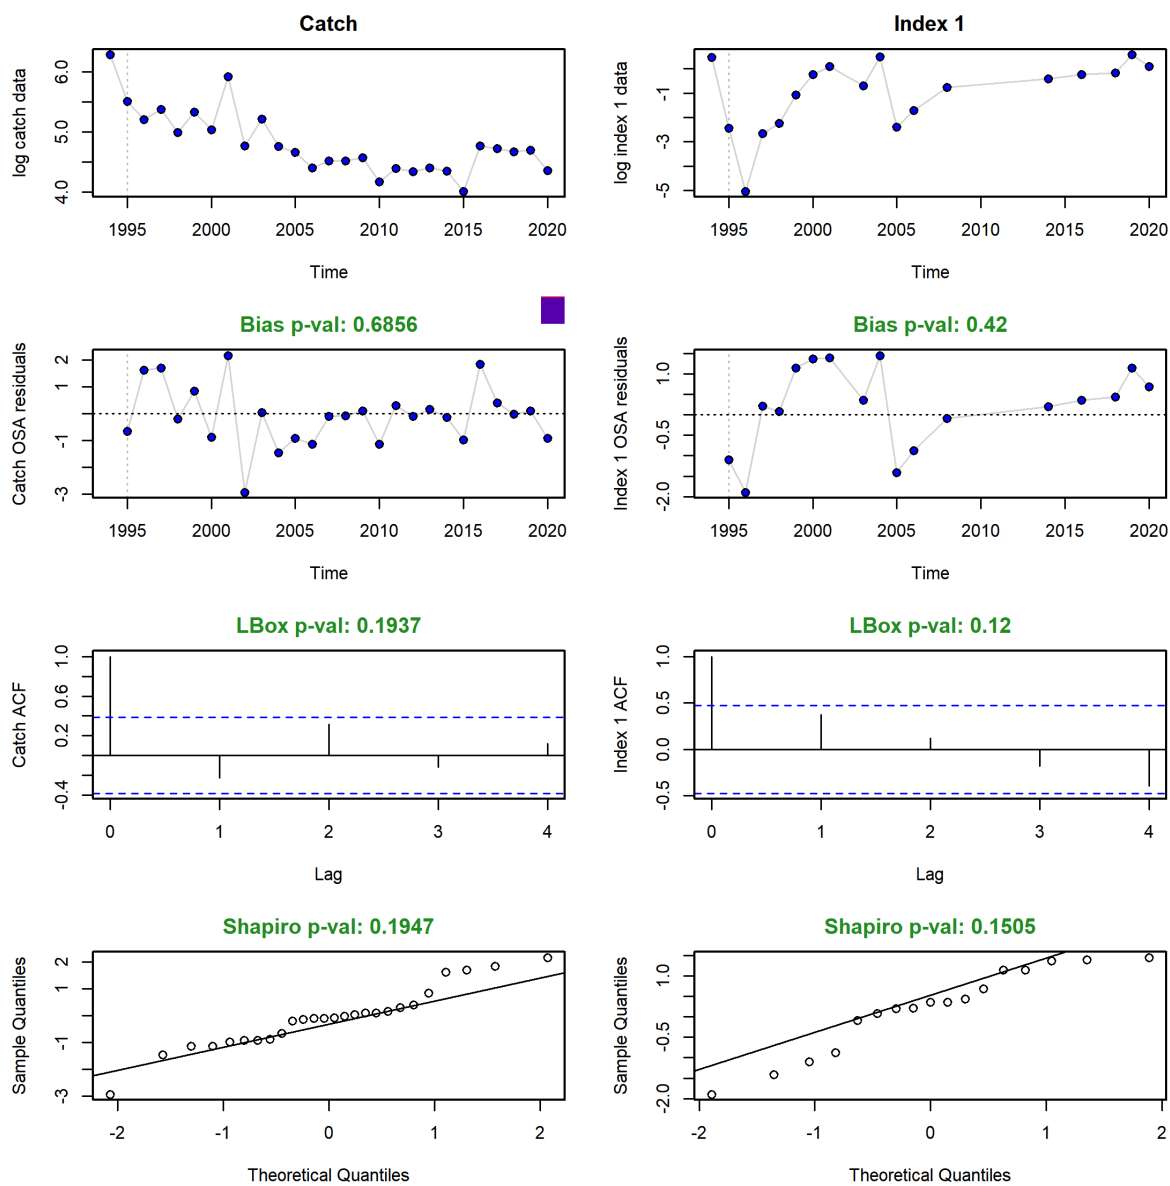 Catch
log catch data
6.0
5.0
4.0
1995 2000 2005 2010 2015 2020
Time
Index 1
log index 1 data
-1
-3
-5
1995 2000 2005 2010 2015 2020
Time
Bias p-val: 0.6856
Catch OSA residuals
2
1
-1
-3
1995 2000 2005 2010 2015 2020
Time
Bias p-val: 0.42
Index 1 OSA residuals
1.0
-0.5
-2.0
1995 2000 2005 2010 2015 2020
Time
LBox p-val: 0.1937
Catch ACF
1.0
0.6
0.2
-0.4
0 1 2 3 4
Lag
LBox p-val: 0.12
Index 1 ACF
1.0
0.5
0.0
-0.5
0 1 2 3 4
Lag
Shapiro p-val: 0.1947
Sample Quantiles
2
1
-1
-3
-2 -1 0 1 2
Theoretical Quantiles
Shapiro p-val: 0.1505
Sample Quantiles
1.0
-0.5
-2.0
-2 -1 0 1 2
Theoretical Quantiles